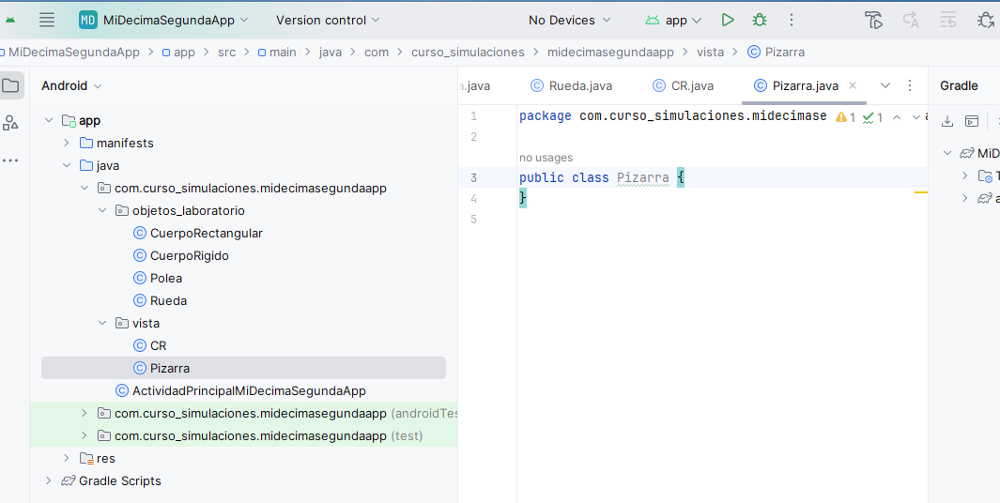 MD MiDecimaSegundaApp Version control No Devices app
MiDecimaSegundaApp app src main java com curso_simulaciones midecimasegundaapp vista Pizarra
Android
app
manifests
java
com.curso_simulaciones.midecimasegundaapp
objetos_laboratorio
CuerpoRectangular
CuerpoRigido
Polea
Rueda
vista
CR
Pizarra
ActividadPrincipalMiDecimaSegundaApp
com.curso_simulaciones.midecimasegundaapp (androidTes
com.curso_simulaciones.midecimasegundaapp (test)
res
Gradle Scripts
a.java Rueda.java CR.java Pizarra.java
1 package com.curso_simulaciones.midecimase 1 1
2
no usages
3 public class Pizarra {
4 }
5
Gradle
MiD